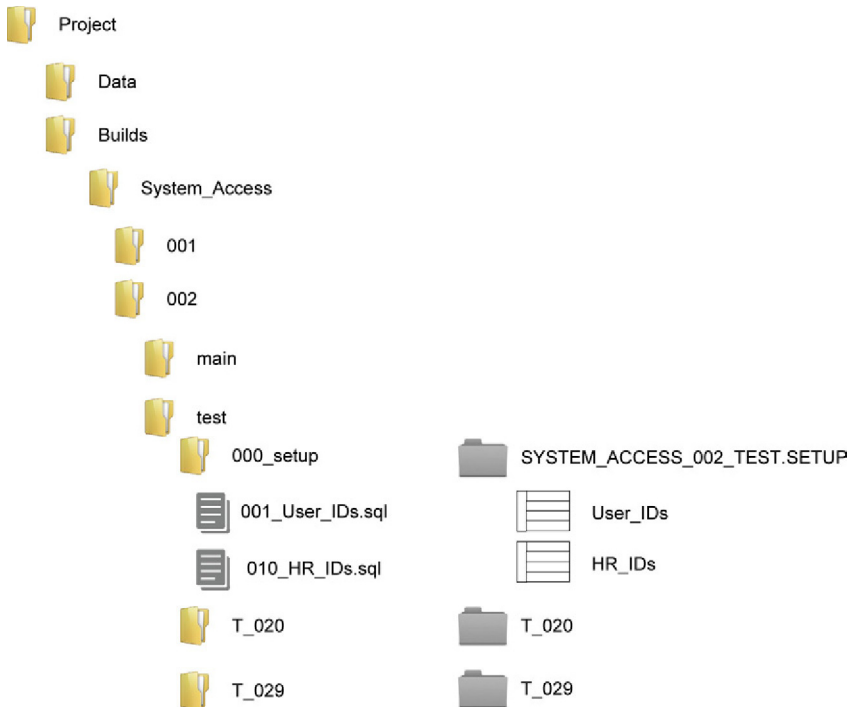 Project
Data
Builds
System_Access
001
002
main
test
000_setup SYSTEM_ACCESS_002_TEST.SETUP
001_User_IDs.sql User_IDs
010_HR_IDs.sql HR_IDs
T_020 T_020
T_029 T_029